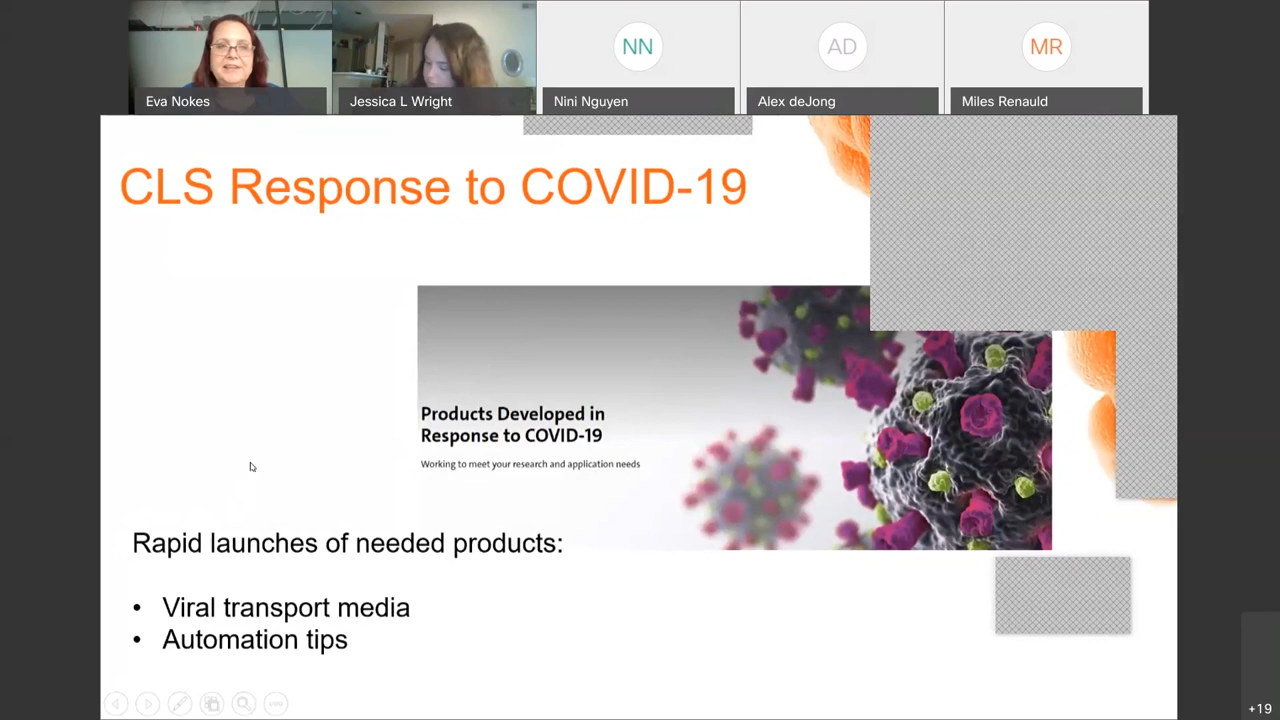 NN
AD
MR
Eva Nokes
Jessica L Wright
Nini Nguyen
Alex deJong
Miles Renauld
CLS Response to COVID-19
Products Developed in
Response to COVID-19
Working to meet your research and application needs
Rapid launches of needed products:
• Viral transport media
• Automation tips
+19